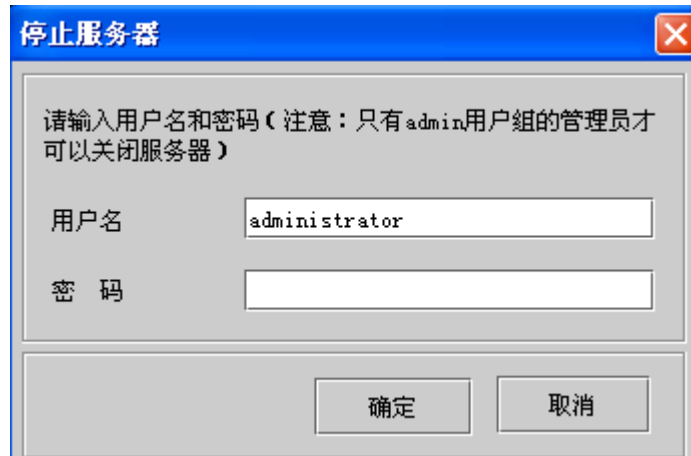 停止服务器
请输入用户名和密码(注意:只有admin用户组的管理员才
可以关闭服务器)
用户名 administrator
密 码
确定 取消